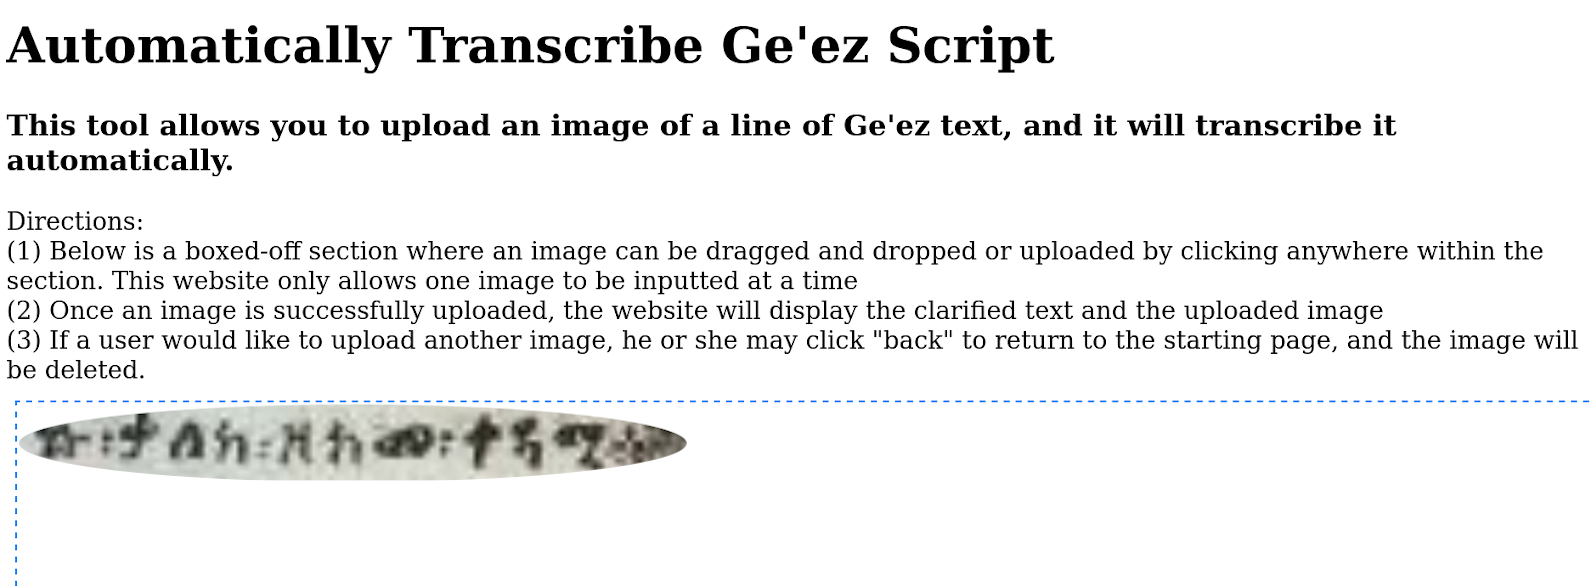 Automatically Transcribe Ge'ez Script
This tool allows you to upload an image of a line of Ge'ez text, and it will transcribe it
automatically.
Directions:
(1) Below is a boxed-off section where an image can be dragged and dropped or uploaded by clicking anywhere within the
section. This website only allows one image to be inputted at a time
(2) Once an image is successfully uploaded, the website will display the clarified text and the uploaded image
(3) If a user would like to upload another image, he or she may click "back" to return to the starting page, and the image will
be deleted.